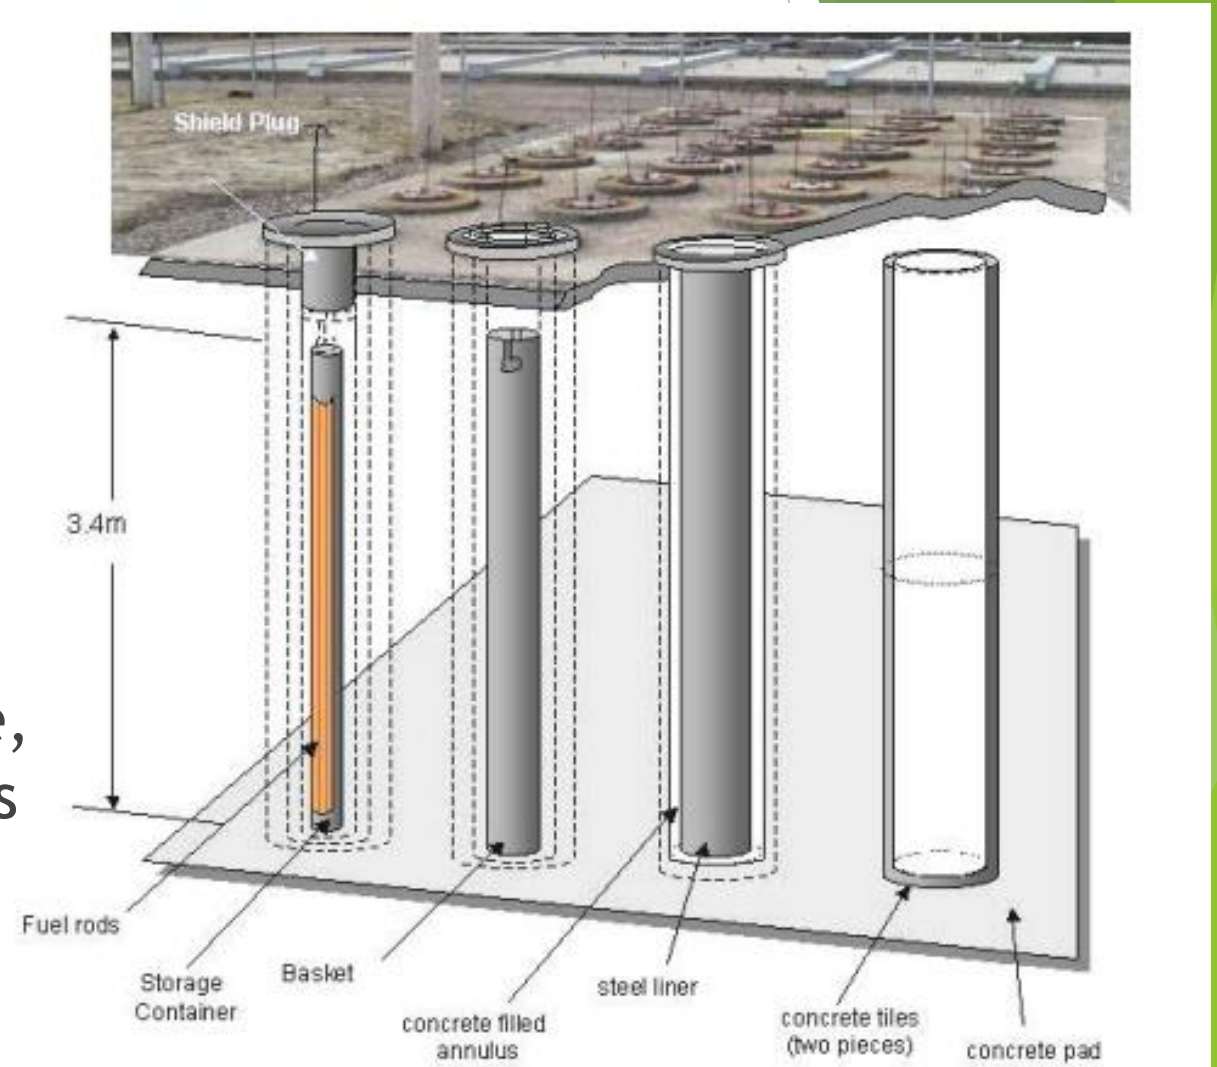 Shield Plug
3.4m
e,
s
Fuel rods
Storage
Container
Basket
concrete filled
annulus
steel liner
concrete tiles
(two pieces)
concrete pad